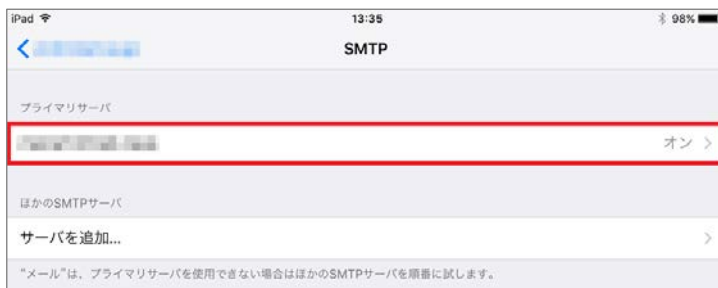 iPad 13:35 98%
SMTP
プライマリサーバ
オン
ほかのSMTPサーバ
サーバを追加...
"メール"は、プライマリサーバを使用できない場合はほかのSMTPサーバを順番に試します。